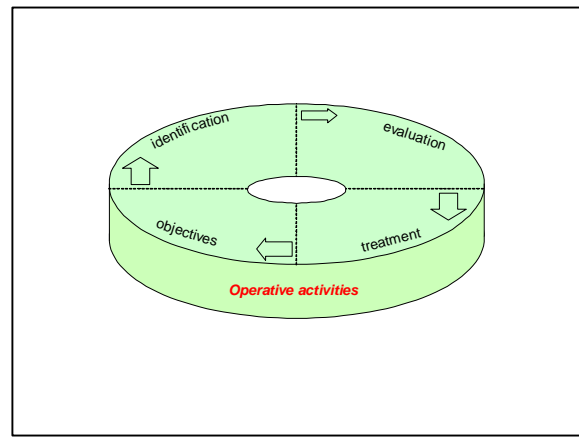 identification
evaluation
objectives
treatment
Operative activities